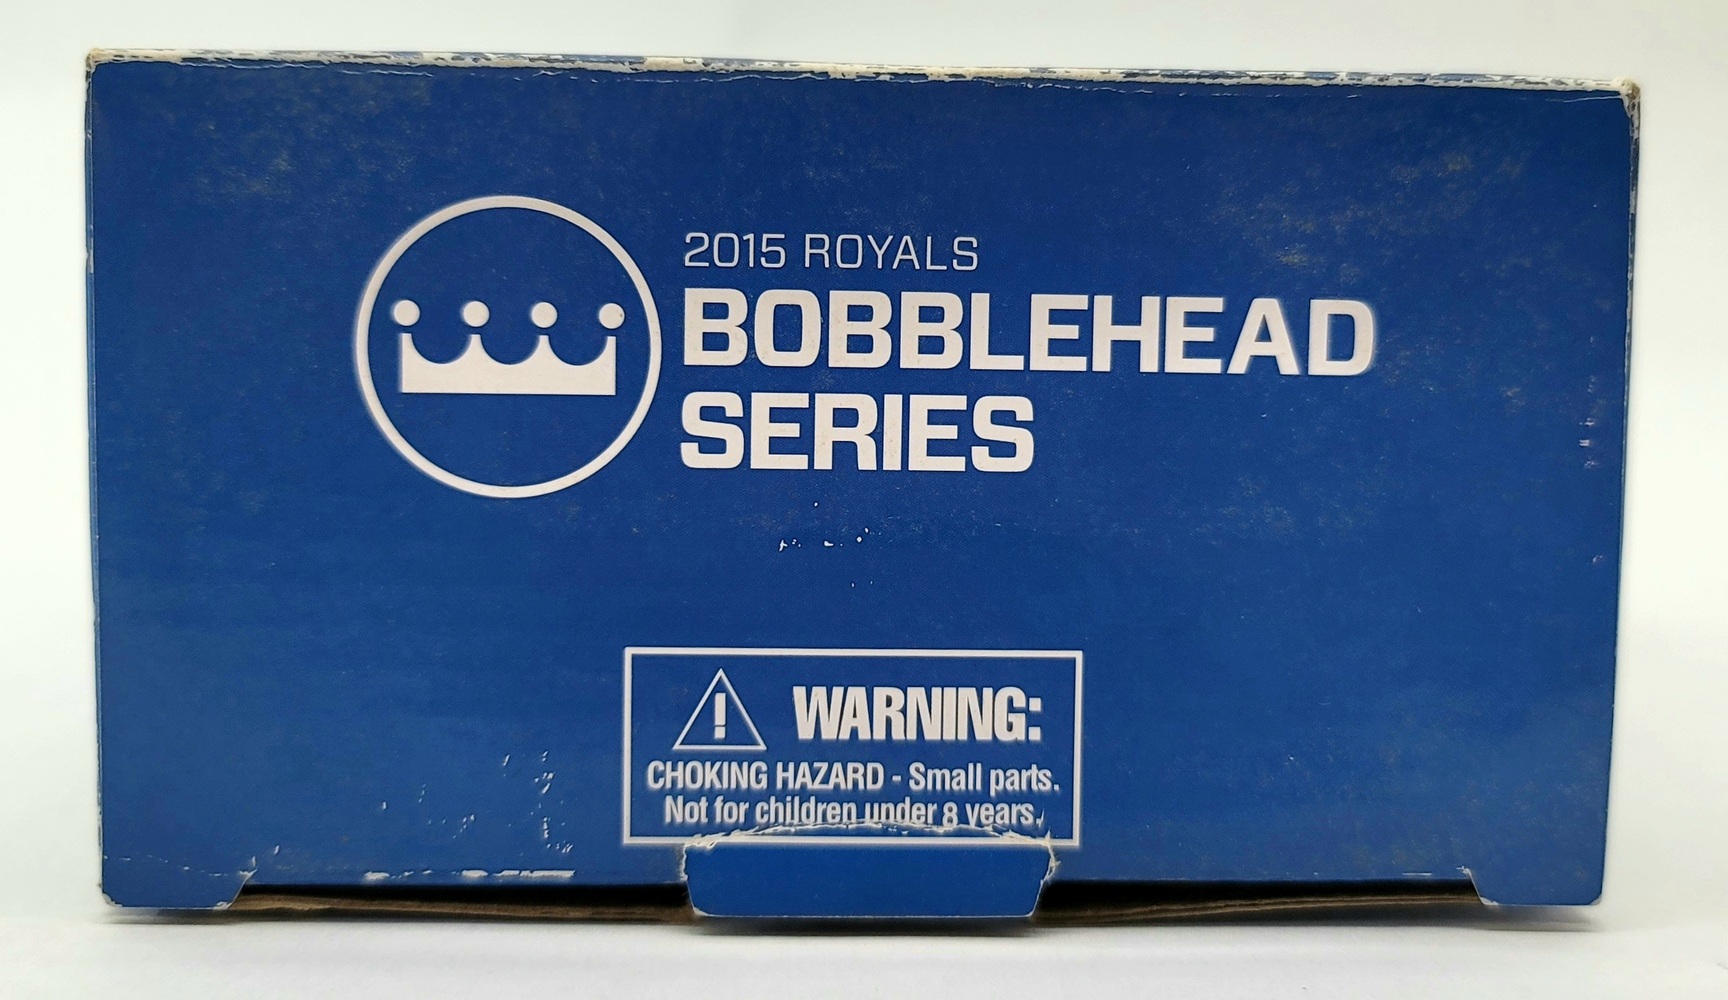 2015 ROYALS
BOBBLEHEAD
SERIES
WARNING:
CHOKING HAZARD - Small parts.
Not for children under 8 years.